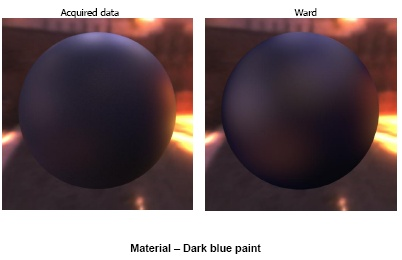 Acquired data
Ward
Material – Dark blue paint